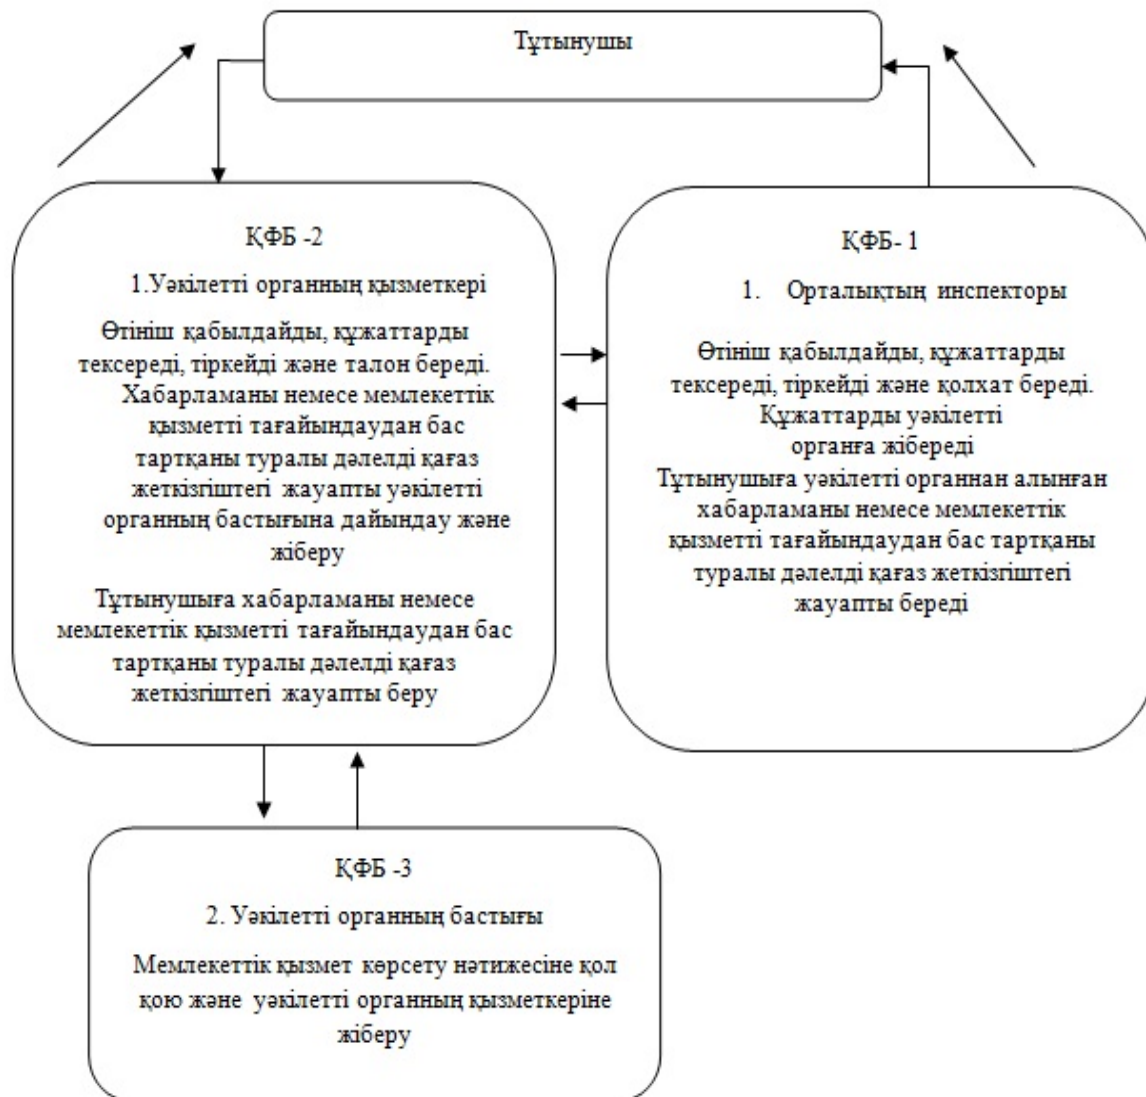 Тұтынушы
ҚФБ -2
1.Уәкілетті органның қызметкері
Өтініш қабылдайды, құжаттарды
тексереді, тіркейді және талон береді.
Хабарламаны немесе мемлекеттік
қызметті тағайындаудан бас
тартқаны туралы дәлелді қағаз
жеткізгіштегі жауапты уәкілетті
органның бастығына дайындау және
жіберу
Тұтынушыға хабарламаны немесе
мемлекеттік қызметті тағайындаудан бас
тартқаны туралы дәлелді қағаз
жеткізгіштегі жауапты беру
ҚФБ- 1
1. Орталықтың инспекторы
Өтініш қабылдайды, құжаттарды
тексереді, тіркейді және қолхат береді.
Құжаттарды уәкілетті
органға жібереді
Тұтынушыға уәкілетті органнан алынған
хабарламаны немесе мемлекеттік
қызметті тағайындаудан бас тартқаны
туралы дәлелді қағаз жеткізгіштегі
жауапты береді
ҚФБ -3
2. Уәкілетті органның бастығы
Мемлекеттік қызмет көрсету нәтижесіне қол
қою және уәкілетті органның қызметкеріне
жіберу